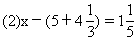 (2)x − (5+4 1/3) = 1 1/5